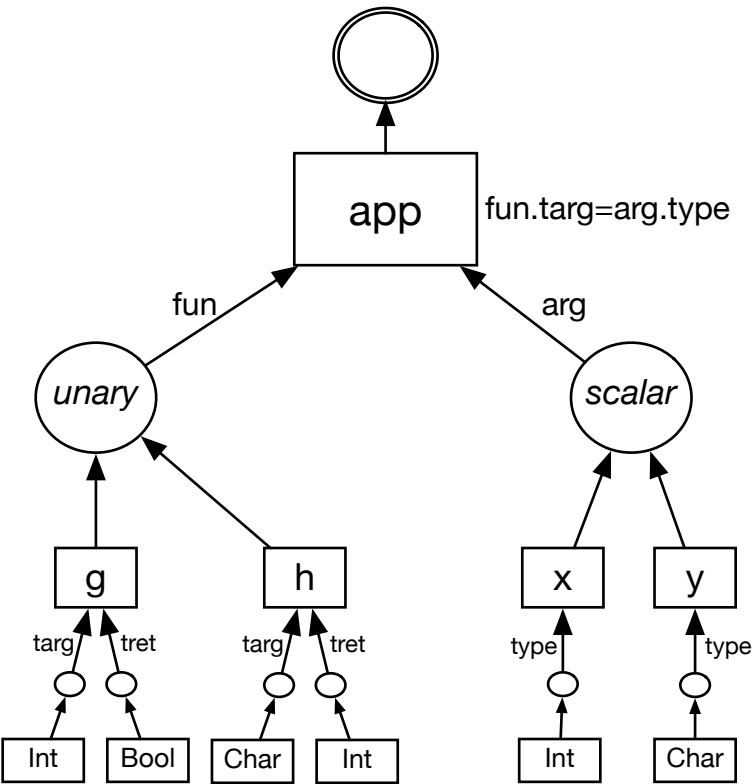 app
fun.targ=arg.type
fun
arg
unary
scalar
g
h
x
y
targ
tret
targ
tret
type
type
Int
Bool
Char
Int
Int
Char